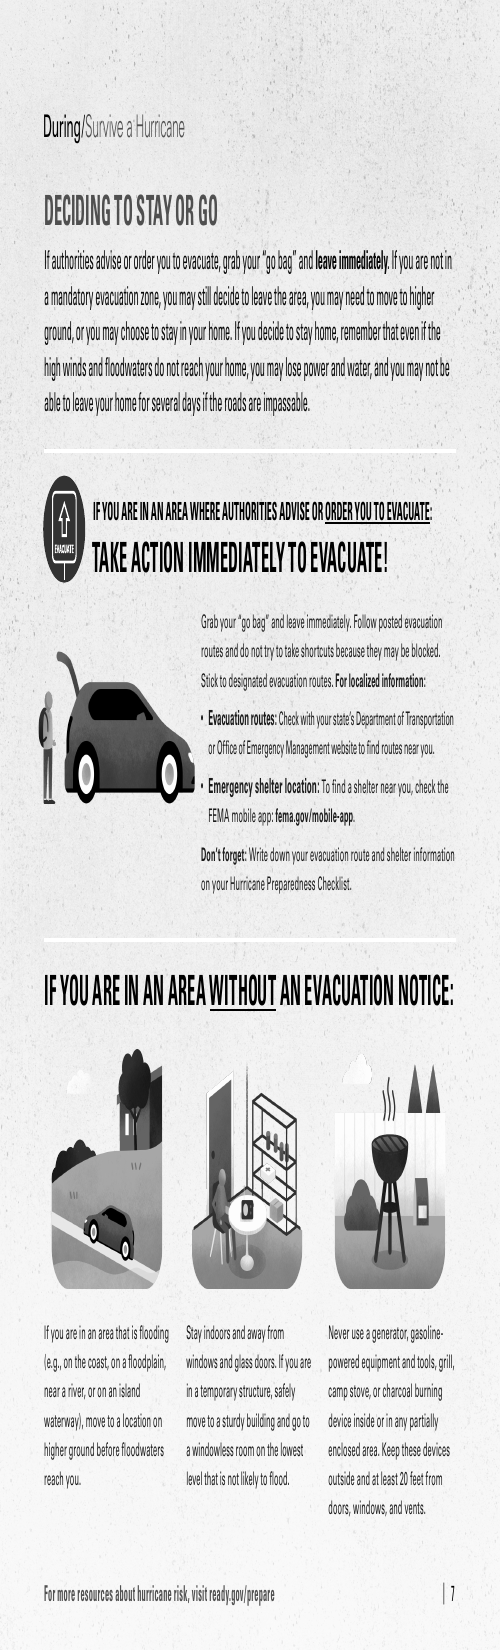 During/Survive a Hurricane
DECIDING TO STAY OR GO
If authorities advise or order you to evacuate, grab your “go bag” and leave immediately. If you are not in
a mandatory evacuation zone, you may still decide to leave the area, you may need to move to higher
ground, or you may choose to stay in your home. If you decide to stay home, remember that even if the
high winds and floodwaters do not reach your home, you may lose power and water, and you may not be
able to leave your home for several days if the roads are impassable.
EVACUATE
IF YOU ARE IN AN AREA WHERE AUTHORITIES ADVISE OR ORDER YOU TO EVACUATE:
TAKE ACTION IMMEDIATELY TO EVACUATE!
Grab your “go bag” and leave immediately. Follow posted evacuation
routes and do not try to take shortcuts because they may be blocked.
Stick to designated evacuation routes. For localized information:
• Evacuation routes: Check with your state’s Department of Transportation
or Office of Emergency Management website to find routes near you.
• Emergency shelter location: To find a shelter near you, check the
FEMA mobile app: fema.gov/mobile-app.
Don’t forget: Write down your evacuation route and shelter information
on your Hurricane Preparedness Checklist.
IF YOU ARE IN AN AREA WITHOUT AN EVACUATION NOTICE:
If you are in an area that is flooding
(e.g., on the coast, on a floodplain,
near a river, or on an island
waterway), move to a location on
higher ground before floodwaters
reach you.
Stay indoors and away from
windows and glass doors. If you are
in a temporary structure, safely
move to a sturdy building and go to
a windowless room on the lowest
level that is not likely to flood.
Never use a generator, gasoline-
powered equipment and tools, grill,
camp stove, or charcoal burning
device inside or in any partially
enclosed area. Keep these devices
outside and at least 20 feet from
doors, windows, and vents.
For more resources about hurricane risk, visit ready.gov/prepare
| 7